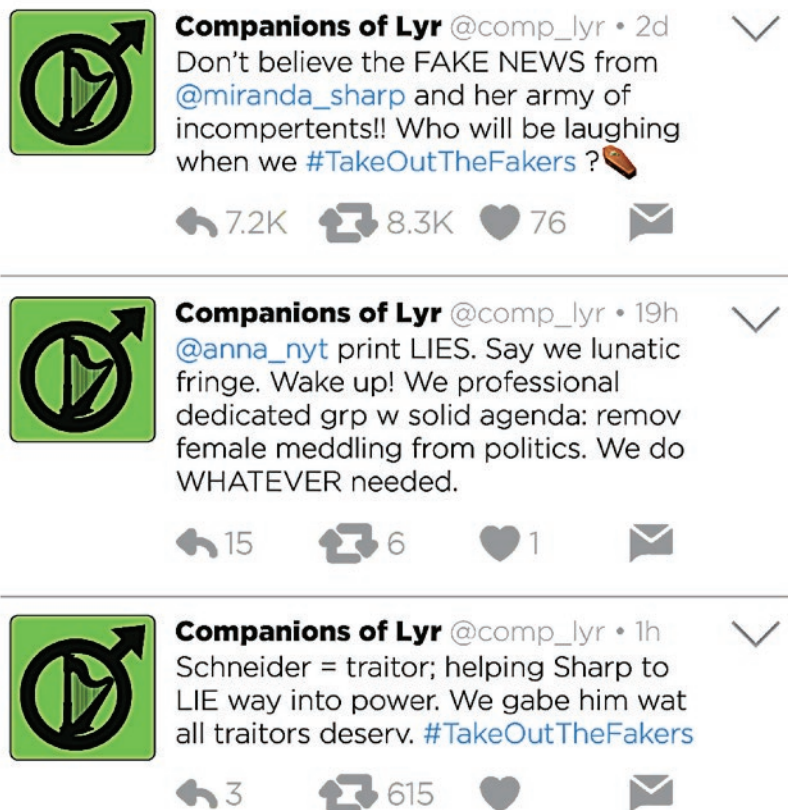 Companions of Lyr @comp_lyr • 2d
Don't believe the FAKE NEWS from
@miranda_sharp and her army of
incompertents!! Who will be laughing
when we #TakeOutTheFakers ?⚰️
7.2K 8.3K 76
Companions of Lyr @comp_lyr • 19h
@anna_nyt print LIES. Say we lunatic
fringe. Wake up! We professional
dedicated grp w solid agenda: remov
female meddling from politics. We do
WHATEVER needed.
15 6 1
Companions of Lyr @comp_lyr • 1h
Schneider = traitor; helping Sharp to
LIE way into power. We gabe him wat
all traitors deserv. #TakeOutTheFakers
3 615